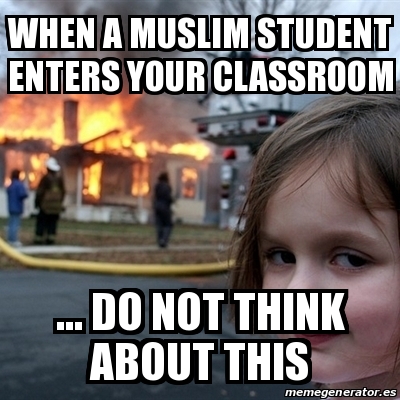 WHEN A MUSLIM STUDENT
ENTERS YOUR CLASSROOM
... DO NOT THINK
ABOUT THIS
memegenerator.es